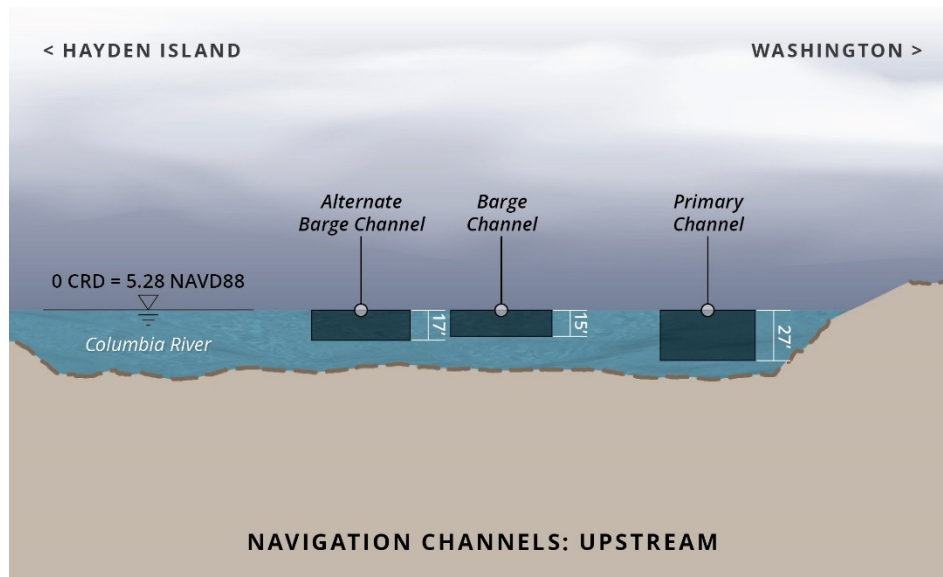 < HAYDEN ISLAND
WASHINGTON >
Alternate
Barge Channel
Barge
Channel
Primary
Channel
0 CRD = 5.28 NAVD88
Columbia River
17'
15'
27'
NAVIGATION CHANNELS: UPSTREAM